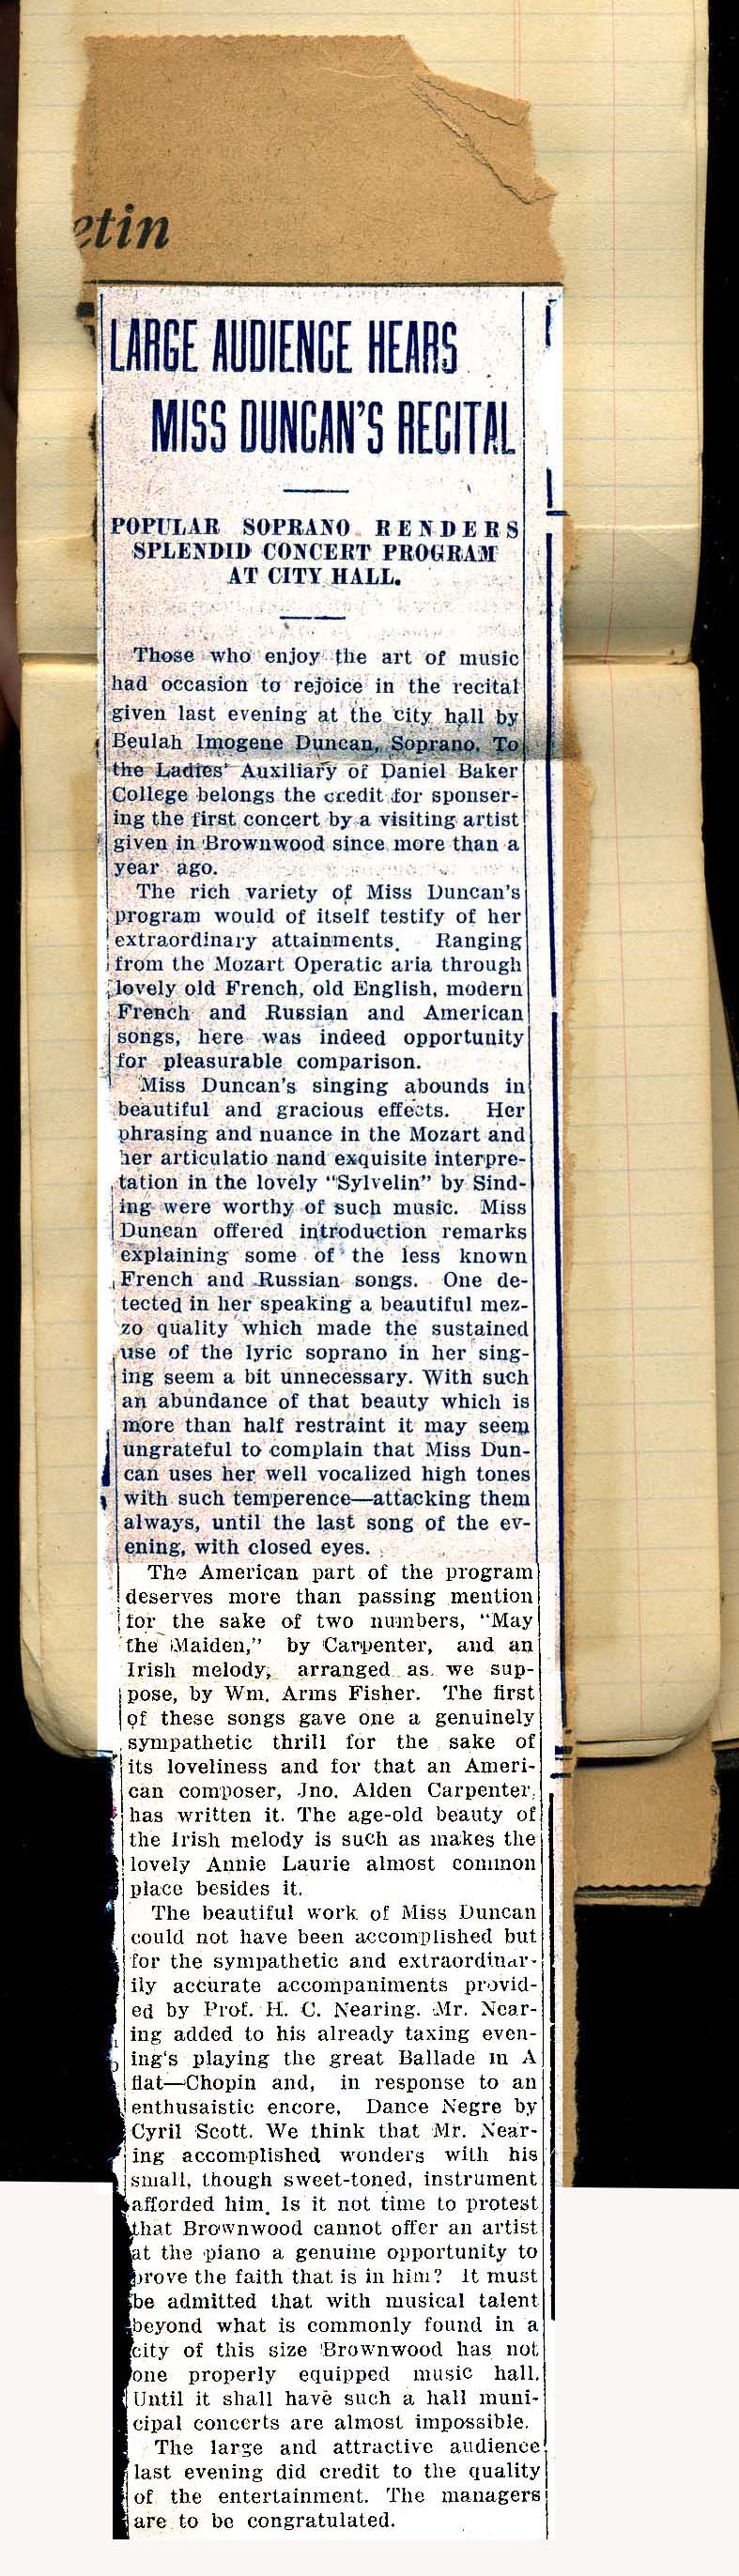 etin
LARGE AUDIENCE HEARS
MISS DUNCAN'S RECITAL
POPULAR SOPRANO RENDERS
SPLENDID CONCERT PROGRAM
AT CITY HALL.
Those who enjoy the art of music
had occasion to rejoice in the recital
given last evening at the city hall by
Beulah Imogene Duncan, Soprano. To
the Ladies' Auxiliary of Daniel Baker
College belongs the credit for sponser-
ing the first concert by a visiting artist
given in Brownwood since more than a
year ago.
The rich variety of Miss Duncan's
program would of itself testify of her
extraordinary attainments. Ranging
from the Mozart Operatic aria through
lovely old French, old English, modern
French and Russian and American
songs, here was indeed opportunity
for pleasurable comparison.
Miss Duncan's singing abounds in
beautiful and gracious effects. Her
phrasing and nuance in the Mozart and
her articulatio nand exquisite interpre-
tation in the lovely "Sylvelin" by Sind-
ing were worthy of such music. Miss
Duncan offered introduction remarks
explaining some of the less known
French and Russian songs. One de-
tected in her speaking a beautiful mez-
zo quality which made the sustained
use of the lyric soprano in her sing-
ing seem a bit unnecessary. With such
an abundance of that beauty which is
more than half restraint it may seem
ungrateful to complain that Miss Dun-
can uses her well vocalized high tones
with such temperence—attacking them
always, until the last song of the ev-
ening, with closed eyes.
The American part of the program
deserves more than passing mention
for the sake of two numbers, "May
the Maiden," by Carpenter, and an
Irish melody, arranged as we sup-
pose, by Wm. Arms Fisher. The first
of these songs gave one a genuinely
sympathetic thrill for the sake of
its loveliness and for that an Ameri-
can composer, Jno. Alden Carpenter,
has written it. The age-old beauty of
the Irish melody is such as makes the
lovely Annie Laurie almost common
place besides it.
The beautiful work of Miss Duncan
could not have been accomplished but
for the sympathetic and extraordinar-
ily accurate accompaniments provid-
ed by Prof. H. C. Nearing. Mr. Near-
ing added to his already taxing even-
ing's playing the great Ballade in A
flat—Chopin and, in response to an
enthusaistic encore, Dance Negre by
Cyril Scott. We think that Mr. Near-
ing accomplished wonders with his
small, though sweet-toned, instrument
afforded him. Is it not time to protest
that Brownwood cannot offer an artist
at the piano a genuine opportunity to
prove the faith that is in him? It must
be admitted that with musical talent
beyond what is commonly found in a
city of this size Brownwood has not
one properly equipped music hall.
Until it shall have such a hall muni-
cipal concerts are almost impossible.
The large and attractive audience
last evening did credit to the quality
of the entertainment. The managers
are to be congratulated.